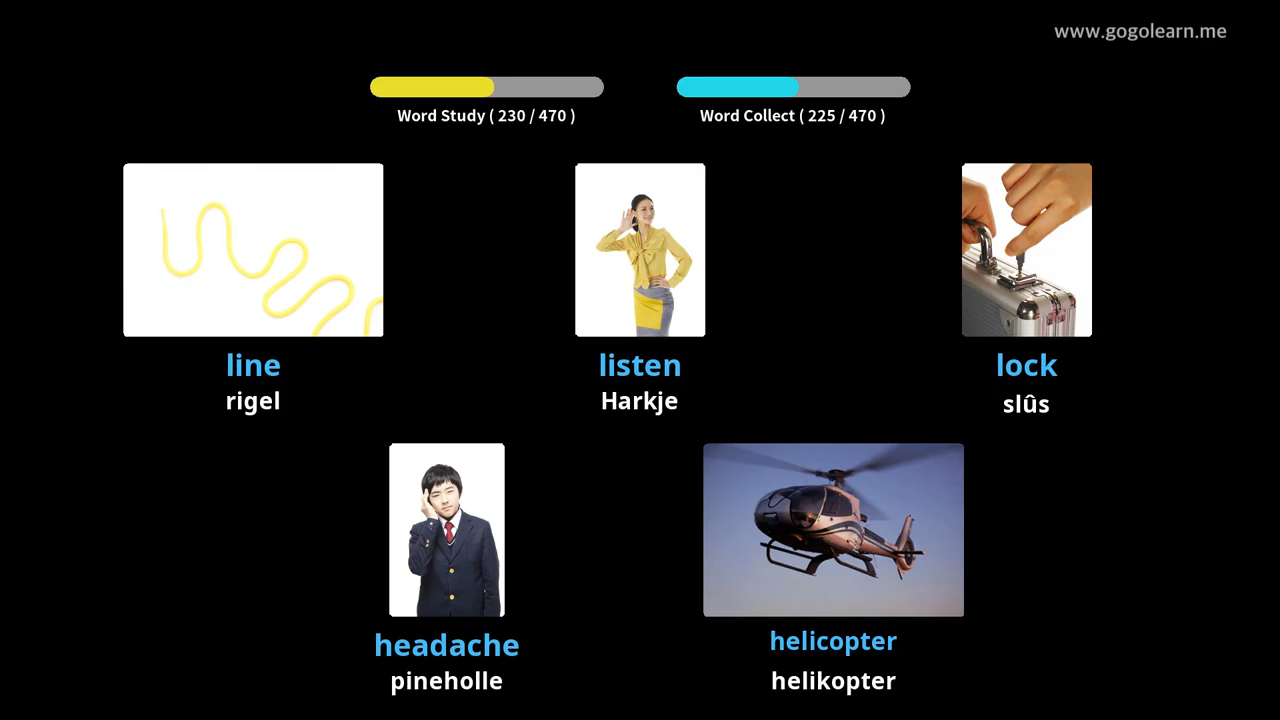 www.gogolearn.me
Word Study ( 230 / 470 )
Word Collect ( 225 / 470 )
line
rigel
listen
Harkje
lock
slûs
headache
pineholle
helicopter
helikopter